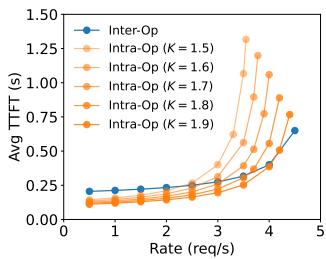 1.50
1.25
1.00
0.75
0.50
0.25
0.00
Avg TTFT (s)
Inter-Op
Intra-Op (K = 1.5)
Intra-Op (K = 1.6)
Intra-Op (K = 1.7)
Intra-Op (K = 1.8)
Intra-Op (K = 1.9)
0 1 2 3 4 5
Rate (req/s)